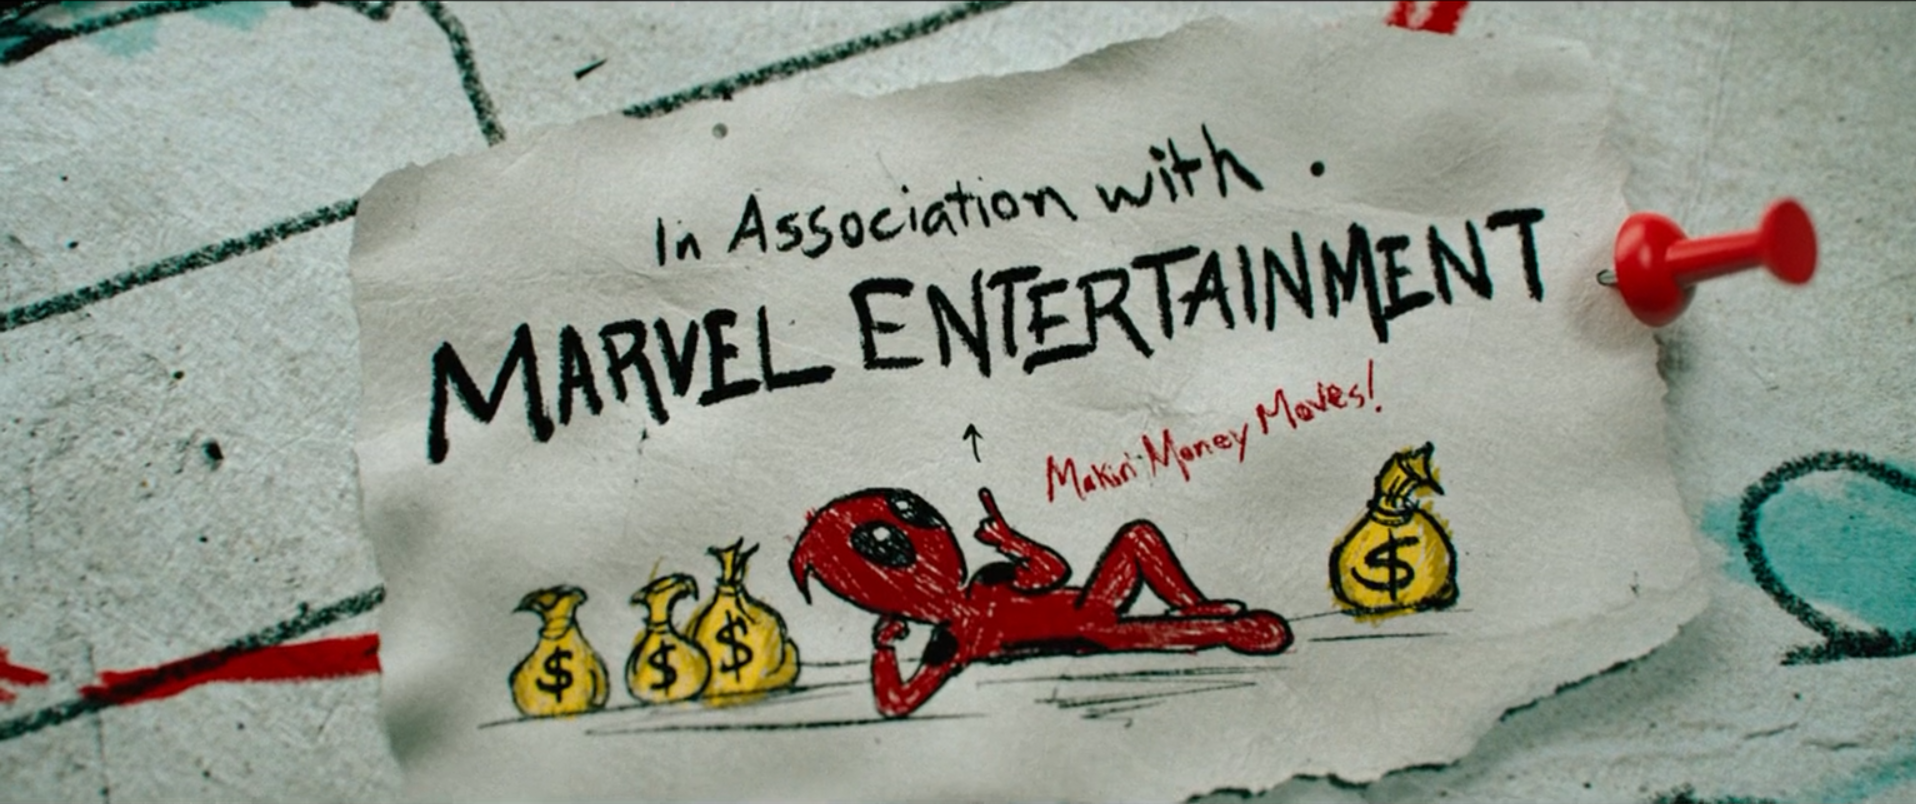 In Association with
MARVEL ENTERTAINMENT
Makin' Money Moves!
$
$
$
$